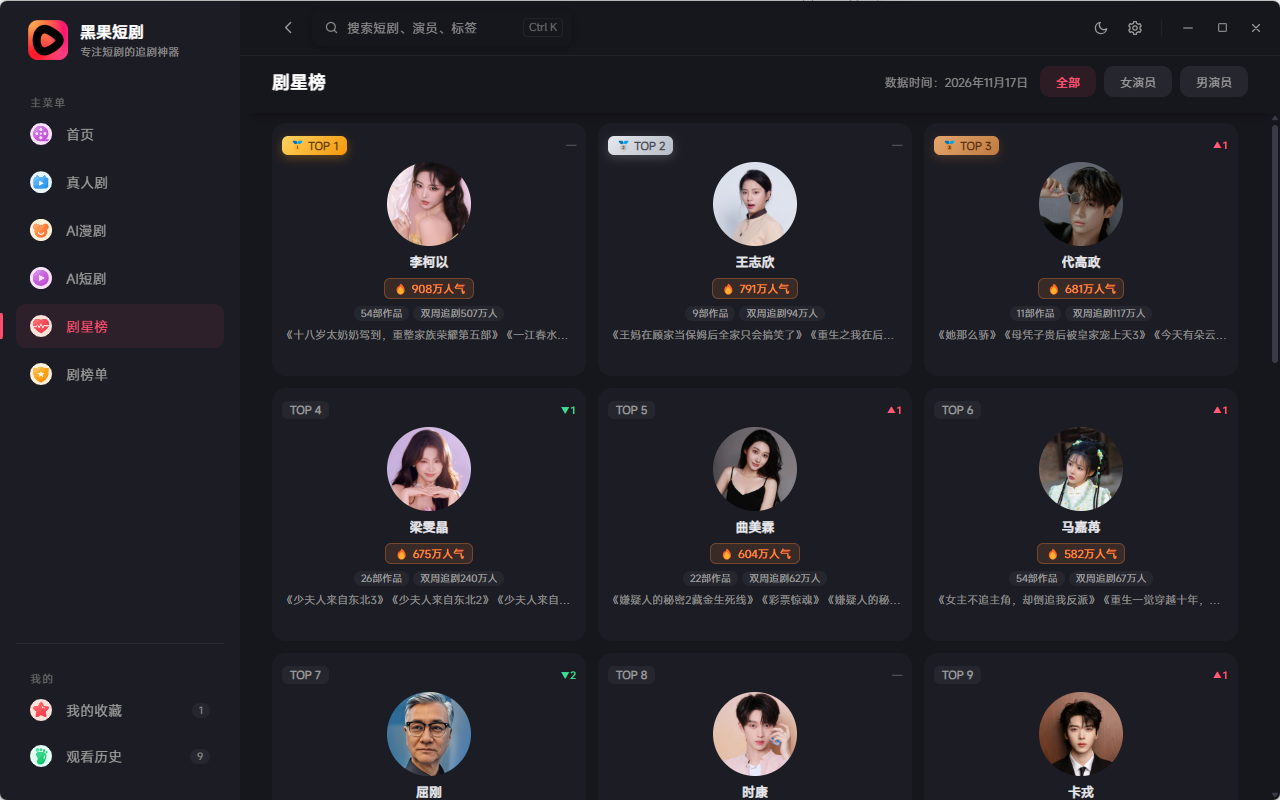 黑果短剧
专注短剧的追剧神器
主菜单
首页
真人剧
AI漫剧
AI短剧
剧星榜
剧榜单
我的
我的收藏 1
观看历史 9
搜索短剧、演员、标签 Ctrl K
剧星榜
数据时间：2026年11月17日 全部 女演员 男演员
TOP 1 —
李柯以
908万人气
54部作品 双周追剧507万人
《十八岁太奶奶驾到，重整家族荣耀第五部》《一江春水...
TOP 2 —
王志欣
791万人气
9部作品 双周追剧94万人
《王妈在顾家当保姆后全家只会搞笑了》《重生之我在后...
TOP 3 ▲1
代高政
681万人气
11部作品 双周追剧117万人
《她那么骄》《母凭子贵后被皇家宠上天3》《今天有朵云...
TOP 4 ▼1
梁雯晶
675万人气
26部作品 双周追剧240万人
《少夫人来自东北3》《少夫人来自东北2》《少夫人来自...
TOP 5 ▲1
曲美霖
604万人气
22部作品 双周追剧62万人
《嫌疑人的秘密2藏金生死线》《彩票惊魂》《嫌疑人的秘...
TOP 6 ▲1
马嘉苒
582万人气
54部作品 双周追剧67万人
《女主不追主角，却倒追我反派》《重生一觉穿越十年，...
TOP 7 ▼2
屈刚
TOP 8 —
时康
TOP 9 ▲1
卡戎